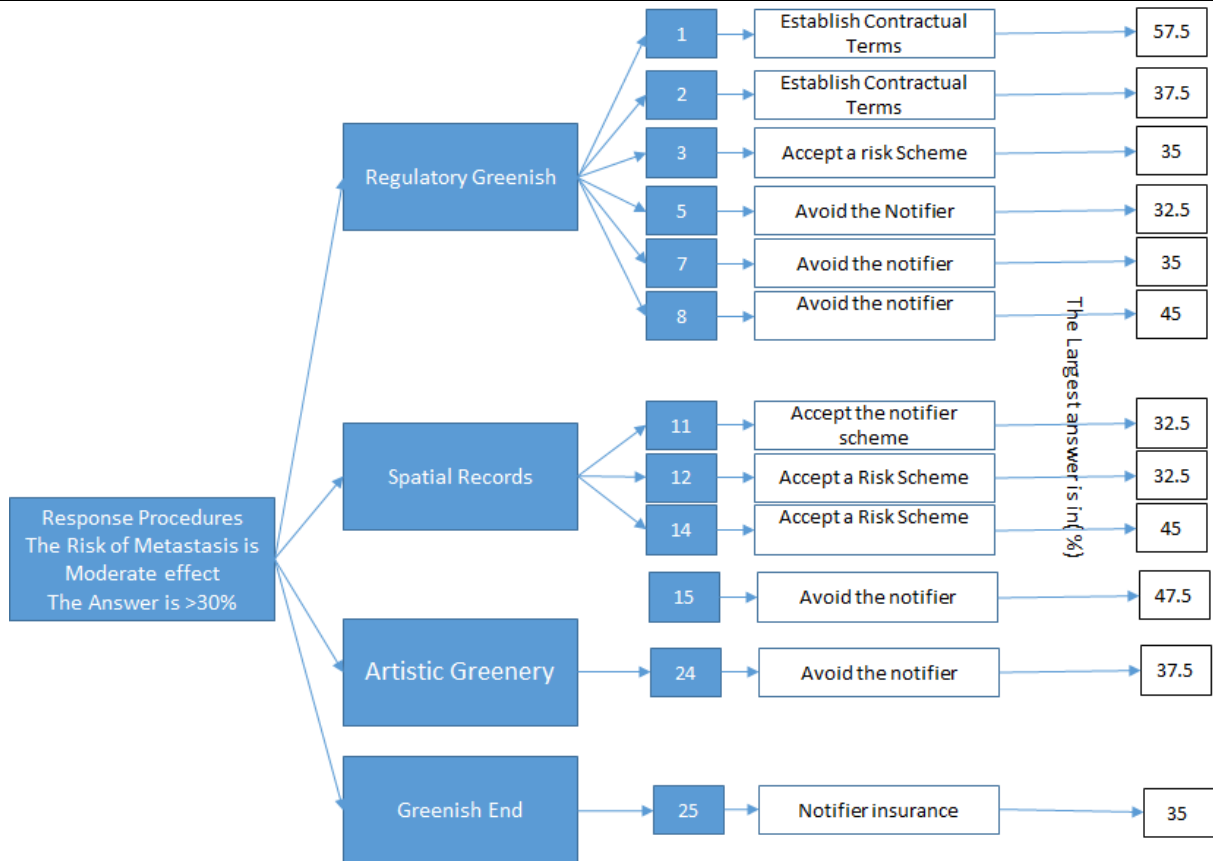 1
Establish Contractual
Terms
57.5
2
Establish Contractual
Terms
37.5
Regulatory Greenish
3
Accept a risk Scheme
35
5
Avoid the Notifier
32.5
7
Avoid the notifier
35
8
Avoid the notifier
45
The Largest answer is in(%)
Spatial Records
11
Accept the notifier
scheme
32.5
12
Accept a Risk Scheme
32.5
14
Accept a Risk Scheme
45
Response Procedures
The Risk of Metastasis is
Moderate effect
The Answer is >30%
15
Avoid the notifier
47.5
Artistic Greenery
24
Avoid the notifier
37.5
Greenish End
25
Notifier insurance
35